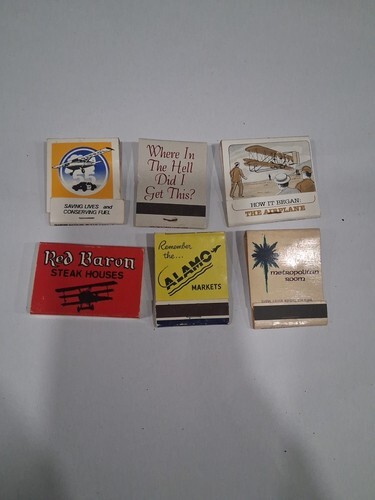 SAVING LIVES and
CONSERVING FUEL
Where In
The Hell
Did I
Get This?
HOW IT BEGAN:
THE AIRPLANE
Red Baron
STEAK HOUSES
Remember
the...
ALAMO
MARKETS
metropolitan
room